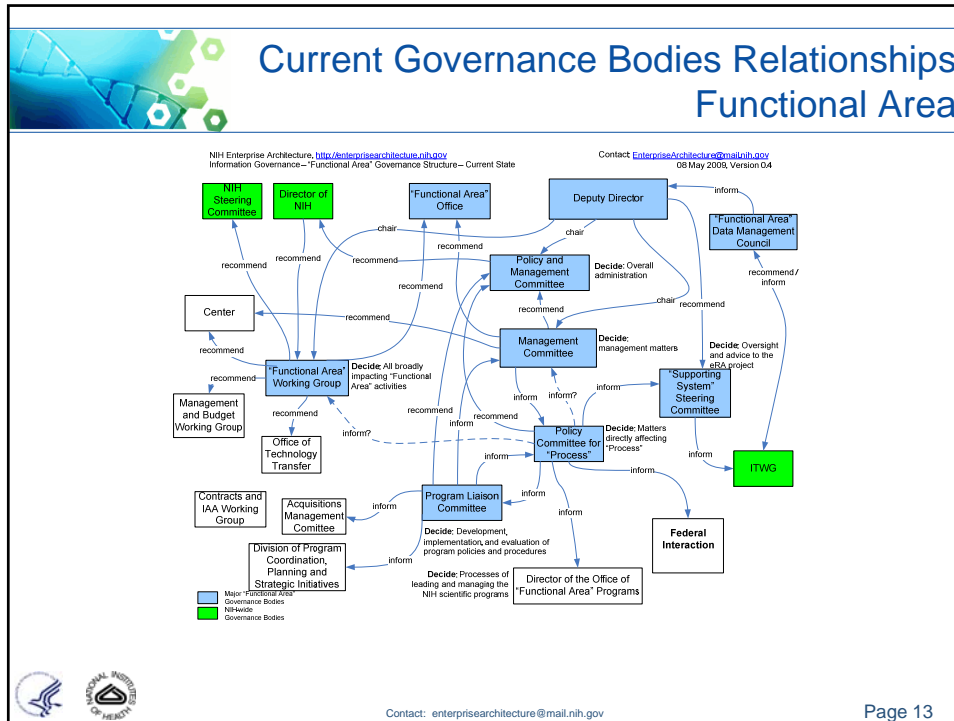 Current Governance Bodies Relationships
Functional Area
NIH Enterprise Architecture, http://enterprisearchitecture.nih.gov
Information Governance – "Functional Area" Governance Structure – Current State
Contact: EnterpriseArchitecture@mail.nih.gov
08 May 2009, Version 0.4
NIH
Steering
Committee
Director of
NIH
"Functional Area"
Office
Deputy Director
inform
"Functional Area"
Data Management
Council
chair
chair
recommend
recommend
recommend
Policy and
Management
Committee
Decide: Overall
administration
recommend
recommend/
inform
Center
recommend
chair
recommend
Management
Committee
Decide:
management matters
Decide: Oversight
and advice to the
eRA project
recommend
"Functional Area"
Working Group
Decide: All broadly
impacting "Functional
Area" activities
recommend
Management
and Budget
Working Group
recommend
Office of
Technology
Transfer
inform?
recommend
inform
inform
inform?
recommend
inform
"Supporting
System"
Steering
Committee
Policy
Committee for
"Process"
Decide: Matters
directly affecting
"Process"
inform
inform
inform
ITWG
Contracts and
IAA Working
Group
Acquisitions
Management
Comittee
inform
Program Liaison
Committee
inform
Decide: Development,
implementation, and evaluation of
program policies and procedures
inform
inform
Federal
Interaction
Division of Program
Coordination,
Planning and
Strategic Initiatives
Decide: Processes of
leading and managing the
NIH scientific programs
Director of the Office of
"Functional Area" Programs
Major "Functional Area"
Governance Bodies
NIH-wide
Governance Bodies
NATIONAL INSTITUTES
OF HEALTH
Contact: enterprisearchitecture@mail.nih.gov
Page 13